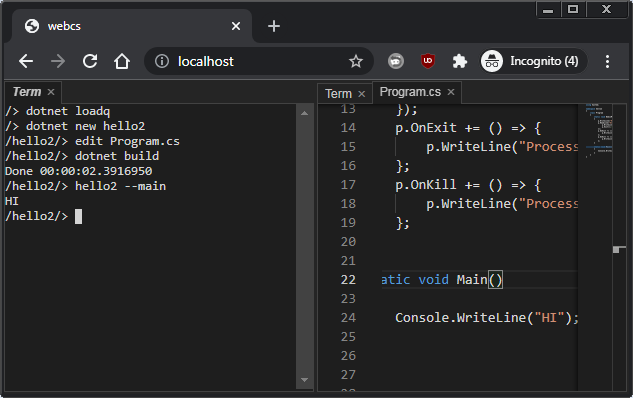 webcs
localhost
UD
Incognito (4)
Term
/> dotnet loadq
/> dotnet new hello2
/hello2/> edit Program.cs
/hello2/> dotnet build
Done 00:00:02.3916950
/hello2/> hello2 --main
HI
/hello2/>
Term
Program.cs
13 });
14 p.OnExit += () => {
15 p.WriteLine("Process
16 };
17 p.OnKill += () => {
18 p.WriteLine("Process
19 };
20
21
22 atic void Main()
23
24 Console.WriteLine("HI");
25
26
27
28